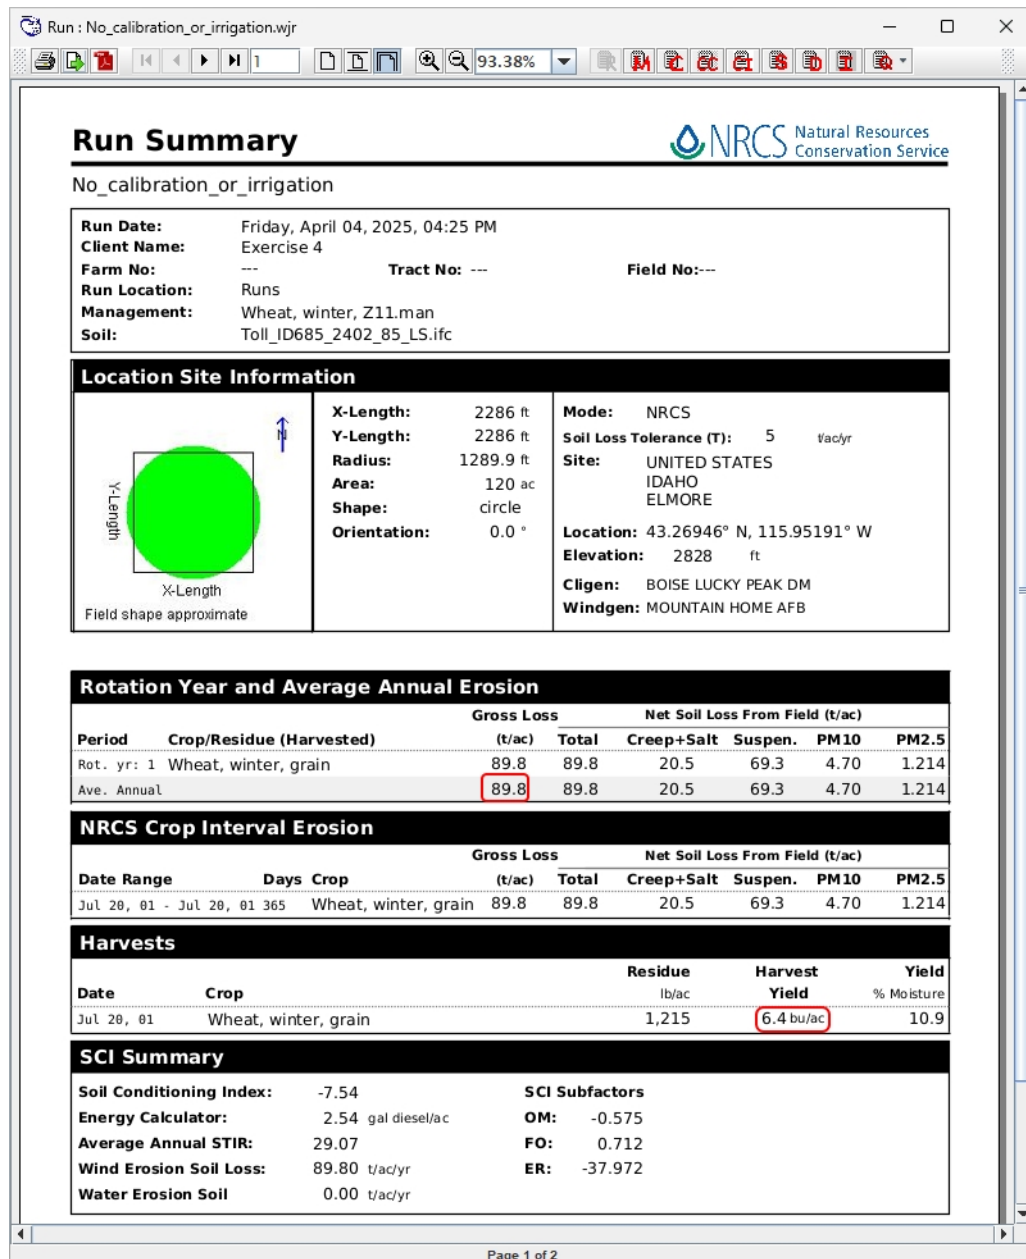 Run : No_calibration_or_irrigation.wjr
1
93.38%
Run Summary
NRCS Natural Resources
Conservation Service
No_calibration_or_irrigation
Run Date: Friday, April 04, 2025, 04:25 PM
Client Name: Exercise 4
Farm No: --- Tract No: --- Field No:---
Run Location: Runs
Management: Wheat, winter, Z11.man
Soil: Toll_ID685_2402_85_LS.ifc
Location Site Information
N
Y-Length
X-Length
Field shape approximate
X-Length: 2286 ft
Y-Length: 2286 ft
Radius: 1289.9 ft
Area: 120 ac
Shape: circle
Orientation: 0.0 °
Mode: NRCS
Soil Loss Tolerance (T): 5 t/ac/yr
Site: UNITED STATES
IDAHO
ELMORE
Location: 43.26946° N, 115.95191° W
Elevation: 2828 ft
Cligen: BOISE LUCKY PEAK DM
Windgen: MOUNTAIN HOME AFB
Rotation Year and Average Annual Erosion
Gross Loss Net Soil Loss From Field (t/ac)
Period Crop/Residue (Harvested) (t/ac) Total Creep+Salt Suspen. PM10 PM2.5
Rot. yr: 1 Wheat, winter, grain 89.8 89.8 20.5 69.3 4.70 1.214
Ave. Annual 89.8 89.8 20.5 69.3 4.70 1.214
NRCS Crop Interval Erosion
Gross Loss Net Soil Loss From Field (t/ac)
Date Range Days Crop (t/ac) Total Creep+Salt Suspen. PM10 PM2.5
Jul 20, 01 - Jul 20, 01 365 Wheat, winter, grain 89.8 89.8 20.5 69.3 4.70 1.214
Harvests
Residue Harvest Yield
Date Crop lb/ac Yield % Moisture
Jul 20, 01 Wheat, winter, grain 1,215 6.4 bu/ac 10.9
SCI Summary
Soil Conditioning Index: -7.54 SCI Subfactors
Energy Calculator: 2.54 gal diesel/ac OM: -0.575
Average Annual STIR: 29.07 FO: 0.712
Wind Erosion Soil Loss: 89.80 t/ac/yr ER: -37.972
Water Erosion Soil 0.00 t/ac/yr
Page 1 of 2